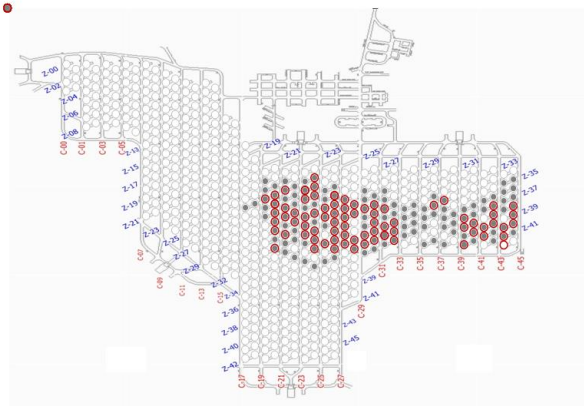 Z-00
Z-02
Z-04
Z-06
Z-08
C-00
C-01
C-03
C-05
Z-13
Z-15
Z-17
Z-19
Z-21
Z-23
Z-25
Z-27
Z-29
Z-32
C-07
C-09
C-11
C-13
C-15
Z-34
Z-36
Z-38
Z-40
Z-42
C-17
C-19
C-21
C-23
C-25
C-27
Z-19
Z-21
Z-23
Z-25
Z-27
Z-29
Z-31
Z-33
Z-35
Z-37
Z-39
Z-41
C-29
C-31
C-33
C-35
C-37
C-39
C-41
C-43
C-45
Z-39
Z-41
Z-43
Z-45